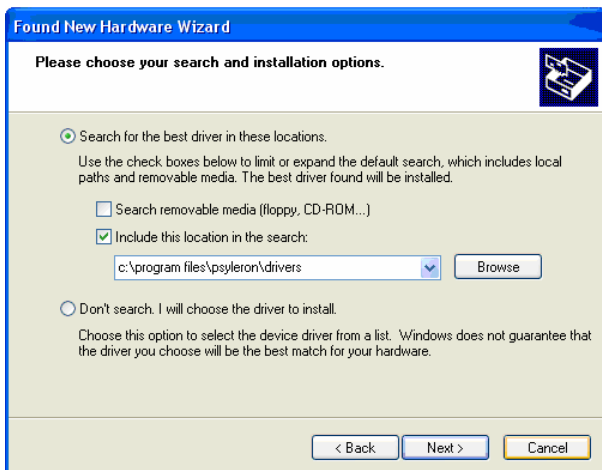 Found New Hardware Wizard
Please choose your search and installation options.
Search for the best driver in these locations.
Use the check boxes below to limit or expand the default search, which includes local
paths and removable media. The best driver found will be installed.
Search removable media (floppy, CD-ROM...)
Include this location in the search:
c:\program files\psyleron\drivers
Browse
Don't search. I will choose the driver to install.
Choose this option to select the device driver from a list. Windows does not guarantee that
the driver you choose will be the best match for your hardware.
< Back Next > Cancel